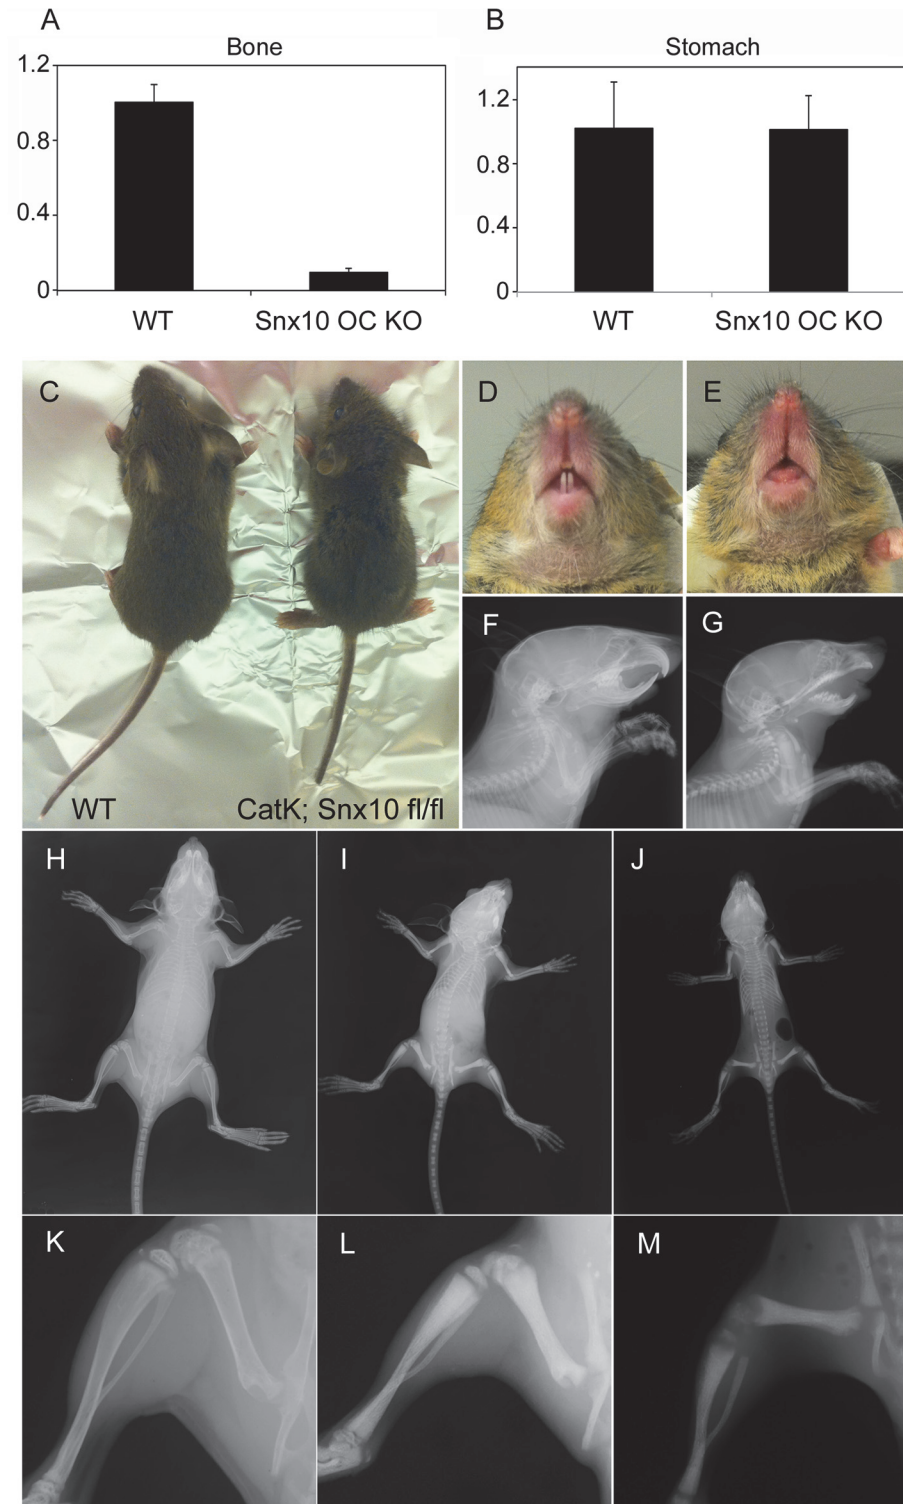 A
B
Bone
Stomach
1.2
0.8
0.4
0
WT
Snx10 OC KO
1.2
0.8
0.4
0
WT
Snx10 OC KO
C
WT
CatK; Snx10 fl/fl
D
E
F
G
H
I
J
K
L
M